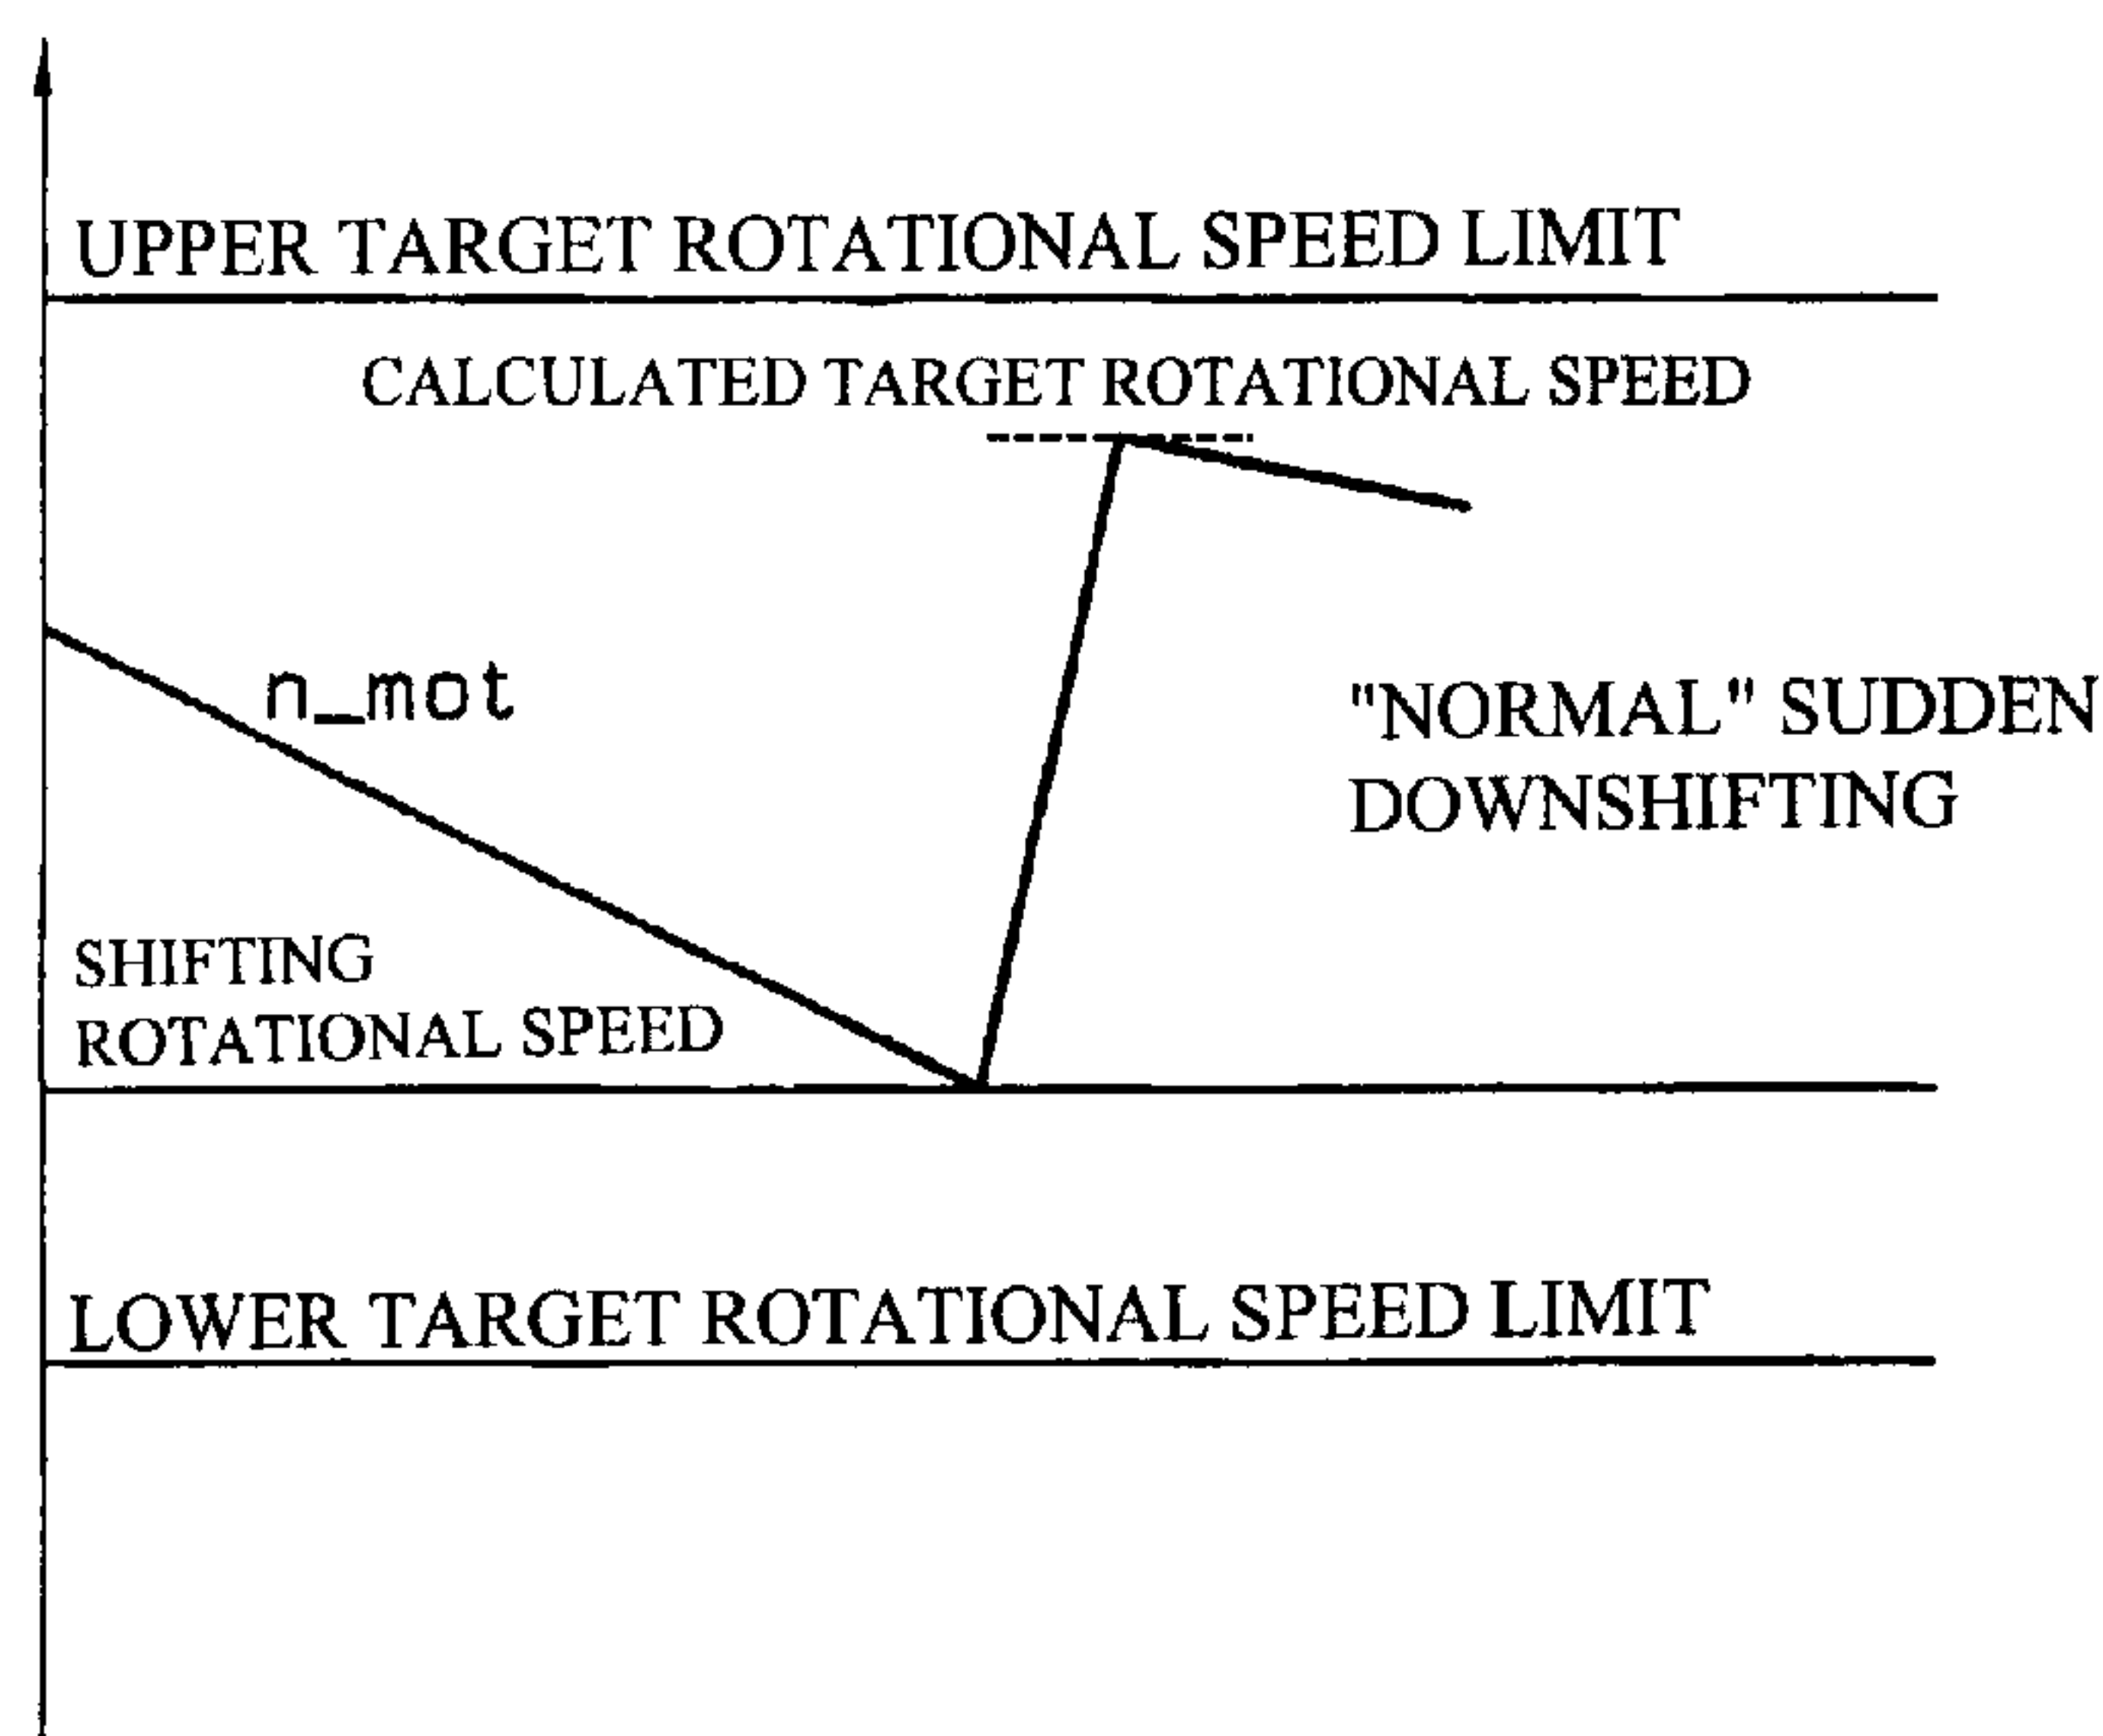 UPPER TARGET ROTATIONAL SPEED LIMIT
CALCULATED TARGET ROTATIONAL SPEED
n_mot
"NORMAL" SUDDEN
DOWNSHIFTING
SHIFTING
ROTATIONAL SPEED
LOWER TARGET ROTATIONAL SPEED LIMIT